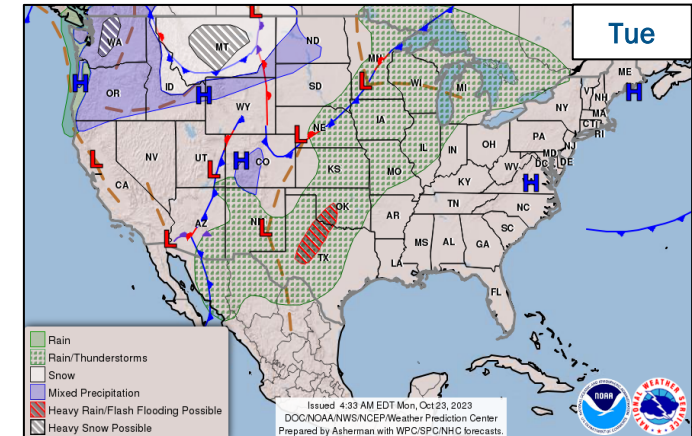 Tue
WA
MT
ND
MN
ME
OR
ID
SD
WI
MI
VT
NH
NY
MA
CT
RI
WY
NE
IA
PA
NJ
NV
UT
CO
IL
IN
OH
MD
DE
DC
WV
CA
KS
MO
KY
TN
NC
AZ
NM
OK
AR
SC
TX
LA
MS
AL
GA
FL
H
H
H
H
H
L
L
L
L
L
L
L
L
Rain
Rain/Thunderstorms
Snow
Mixed Precipitation
Heavy Rain/Flash Flooding Possible
Heavy Snow Possible
Issued 4:33 AM EDT Mon, Oct 23, 2023
DOC/NOAA/NWS/NCEP/Weather Prediction Center
Prepared by Asherman with WPC/SPC/NHC forecasts.
NOAA
NATIONAL WEATHER SERVICE